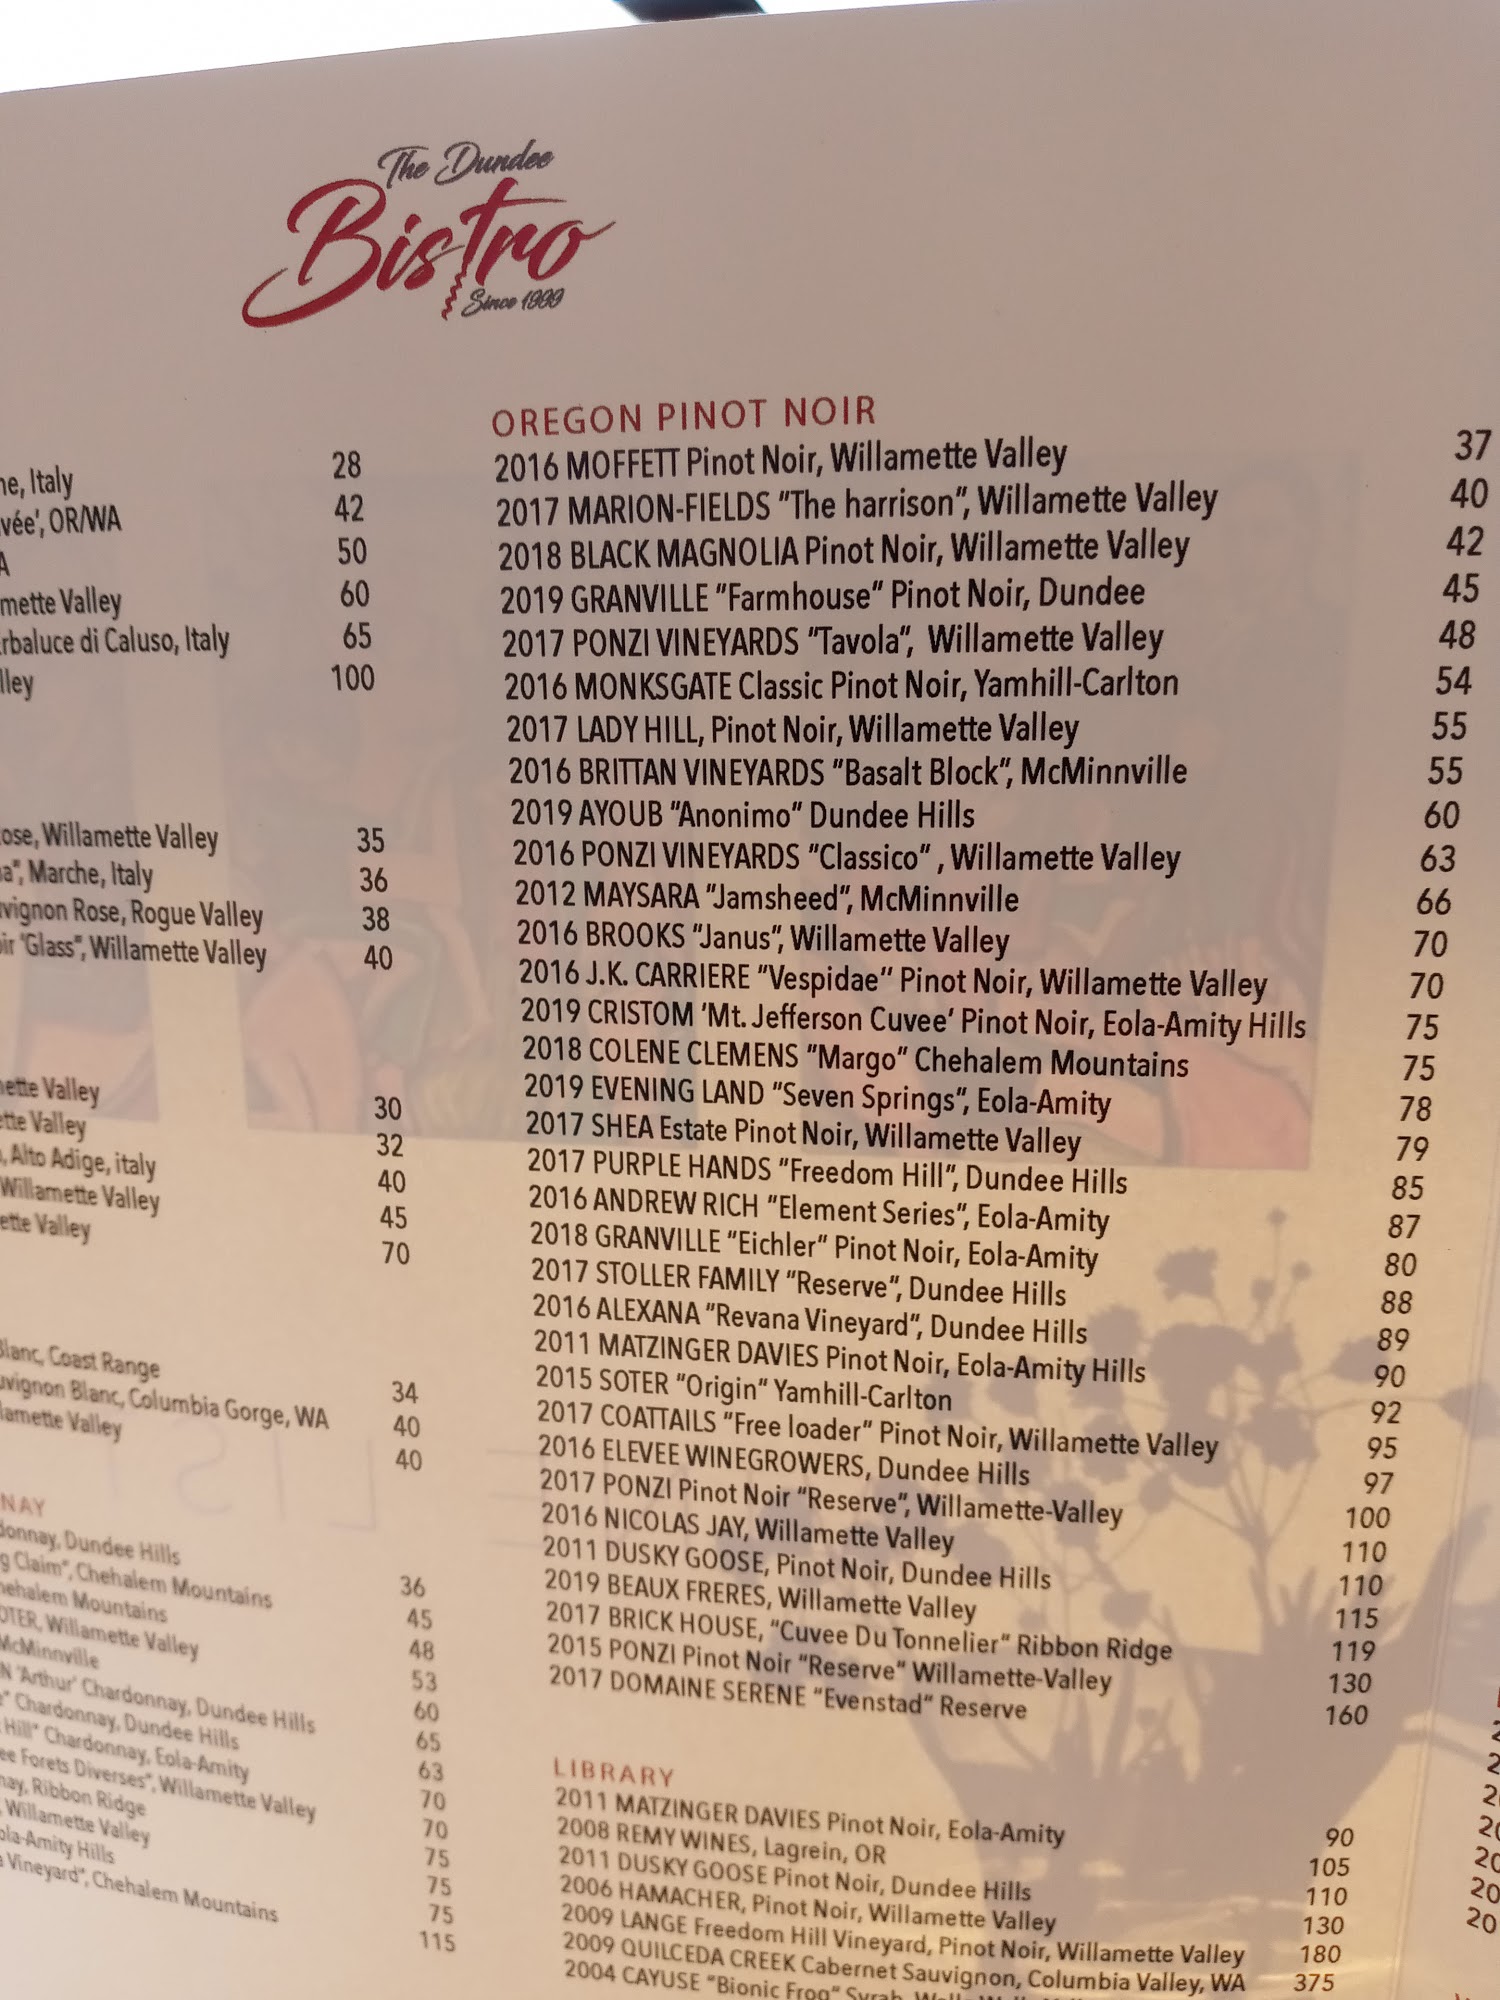 The Dundee
Bistro
Since 1999
ne, Italy 28
vée', OR/WA 42
A 50
mette Valley 60
rbaluce di Caluso, Italy 65
lley 100
ose, Willamette Valley 35
a", Marche, Italy 36
vignon Rose, Rogue Valley 38
oir "Glass", Willamette Valley 40
nette Valley 30
ette Valley 32
, Alto Adige, italy 40
Willamette Valley 45
ette Valley 70
Blanc, Coast Range 34
uvignon Blanc, Columbia Gorge, WA 40
lamette Valley 40
NAY
donnay, Dundee Hills 36
g Claim", Chehalem Mountains 45
hehalem Mountains 48
OTER, Willamette Valley 53
McMinnville 60
N 'Arthur' Chardonnay, Dundee Hills 65
" Chardonnay, Dundee Hills 63
Hill" Chardonnay, Eola-Amity 70
ee Forets Diverses", Willamette Valley 70
nay, Ribbon Ridge 75
, Willamette Valley 75
ola-Amity Hills 75
Vineyard", Chehalem Mountains 115
OREGON PINOT NOIR
2016 MOFFETT Pinot Noir, Willamette Valley 37
2017 MARION-FIELDS "The harrison", Willamette Valley 40
2018 BLACK MAGNOLIA Pinot Noir, Willamette Valley 42
2019 GRANVILLE "Farmhouse" Pinot Noir, Dundee 45
2017 PONZI VINEYARDS "Tavola", Willamette Valley 48
2016 MONKSGATE Classic Pinot Noir, Yamhill-Carlton 54
2017 LADY HILL, Pinot Noir, Willamette Valley 55
2016 BRITTAN VINEYARDS "Basalt Block", McMinnville 55
2019 AYOUB "Anonimo" Dundee Hills 60
2016 PONZI VINEYARDS "Classico" , Willamette Valley 63
2012 MAYSARA "Jamsheed", McMinnville 66
2016 BROOKS "Janus", Willamette Valley 70
2016 J.K. CARRIERE "Vespidae" Pinot Noir, Willamette Valley 70
2019 CRISTOM 'Mt. Jefferson Cuvee' Pinot Noir, Eola-Amity Hills 75
2018 COLENE CLEMENS "Margo" Chehalem Mountains 75
2019 EVENING LAND "Seven Springs", Eola-Amity 78
2017 SHEA Estate Pinot Noir, Willamette Valley 79
2017 PURPLE HANDS "Freedom Hill", Dundee Hills 85
2016 ANDREW RICH "Element Series", Eola-Amity 87
2018 GRANVILLE "Eichler" Pinot Noir, Eola-Amity 80
2017 STOLLER FAMILY "Reserve", Dundee Hills 88
2016 ALEXANA "Revana Vineyard", Dundee Hills 89
2011 MATZINGER DAVIES Pinot Noir, Eola-Amity Hills 90
2015 SOTER "Origin" Yamhill-Carlton 92
2017 COATTAILS "Free loader" Pinot Noir, Willamette Valley 95
2016 ELEVEE WINEGROWERS, Dundee Hills 97
2017 PONZI Pinot Noir "Reserve", Willamette-Valley 100
2016 NICOLAS JAY, Willamette Valley 110
2011 DUSKY GOOSE, Pinot Noir, Dundee Hills 110
2019 BEAUX FRERES, Willamette Valley 115
2017 BRICK HOUSE, "Cuvee Du Tonnelier" Ribbon Ridge 119
2015 PONZI Pinot Noir "Reserve" Willamette-Valley 130
2017 DOMAINE SERENE "Evenstad" Reserve 160
LIBRARY
2011 MATZINGER DAVIES Pinot Noir, Eola-Amity 90
2008 REMY WINES, Lagrein, OR 105
2011 DUSKY GOOSE Pinot Noir, Dundee Hills 110
2006 HAMACHER, Pinot Noir, Willamette Valley 130
2009 LANGE Freedom Hill Vineyard, Pinot Noir, Willamette Valley 180
2009 QUILCEDA CREEK Cabernet Sauvignon, Columbia Valley, WA 375
2004 CAYUSE "Bionic Frog" Syrah,